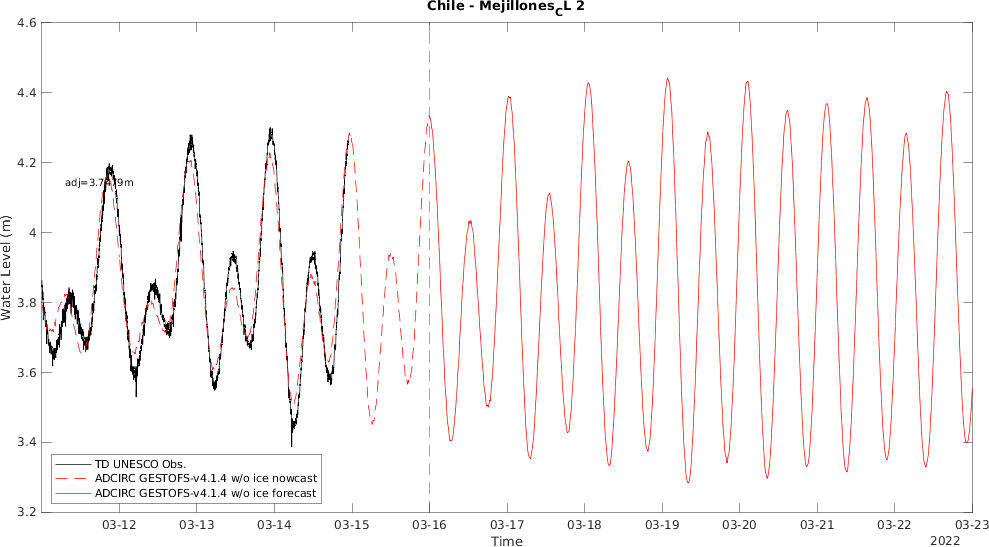 Chile - Mejillones_CL 2
4.6
4.4
4.2
4
3.8
3.6
3.4
3.2
Water Level (m)
TD UNESCO Obs.
ADCIRC GESTOFS-v4.1.4 w/o ice nowcast
ADCIRC GESTOFS-v4.1.4 w/o ice forecast
03-12 03-13 03-14 03-15 03-16 03-17 03-18 03-19 03-20 03-21 03-22 03-23
Time
2022